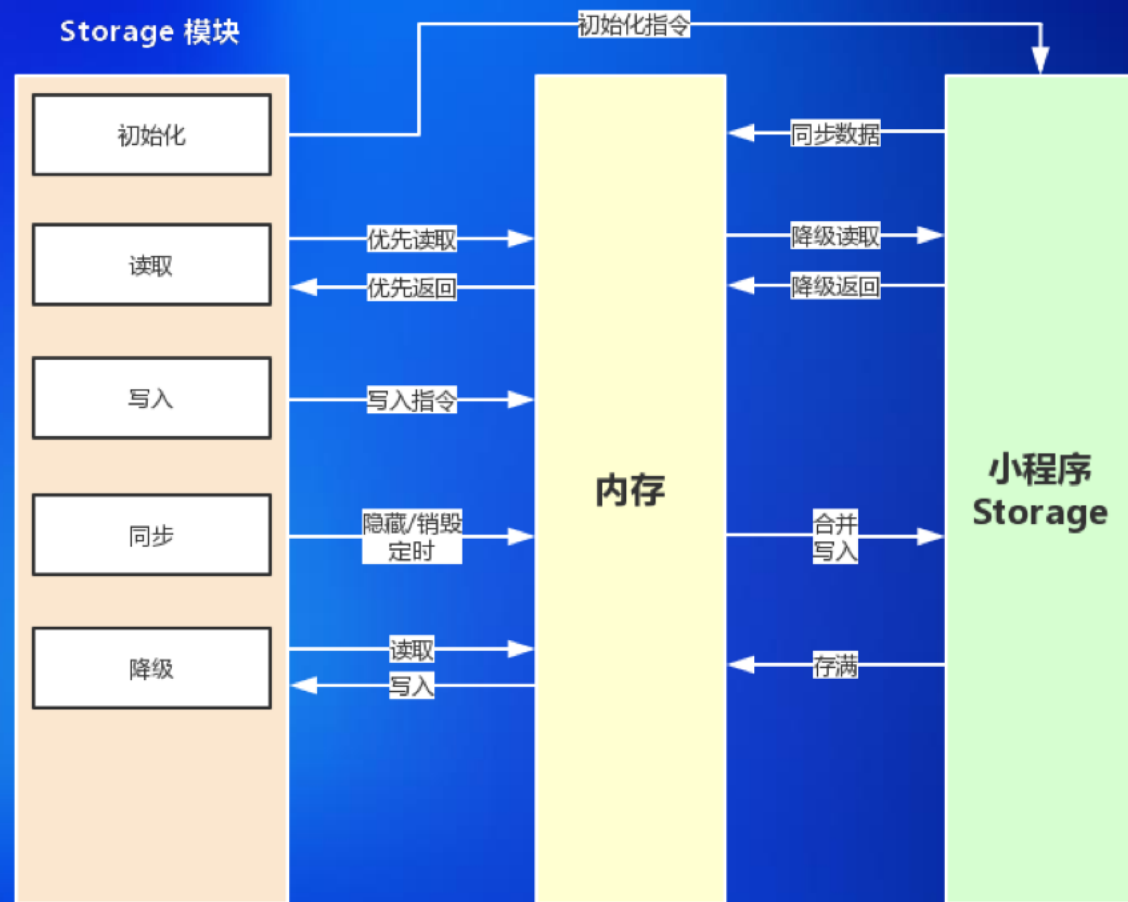 Storage 模块
初始化指令
初始化
同步数据
读取
优先读取
优先返回
降级读取
降级返回
写入
写入指令
内存
小程序
Storage
同步
隐藏/销毁
定时
合并
写入
降级
读取
写入
存满